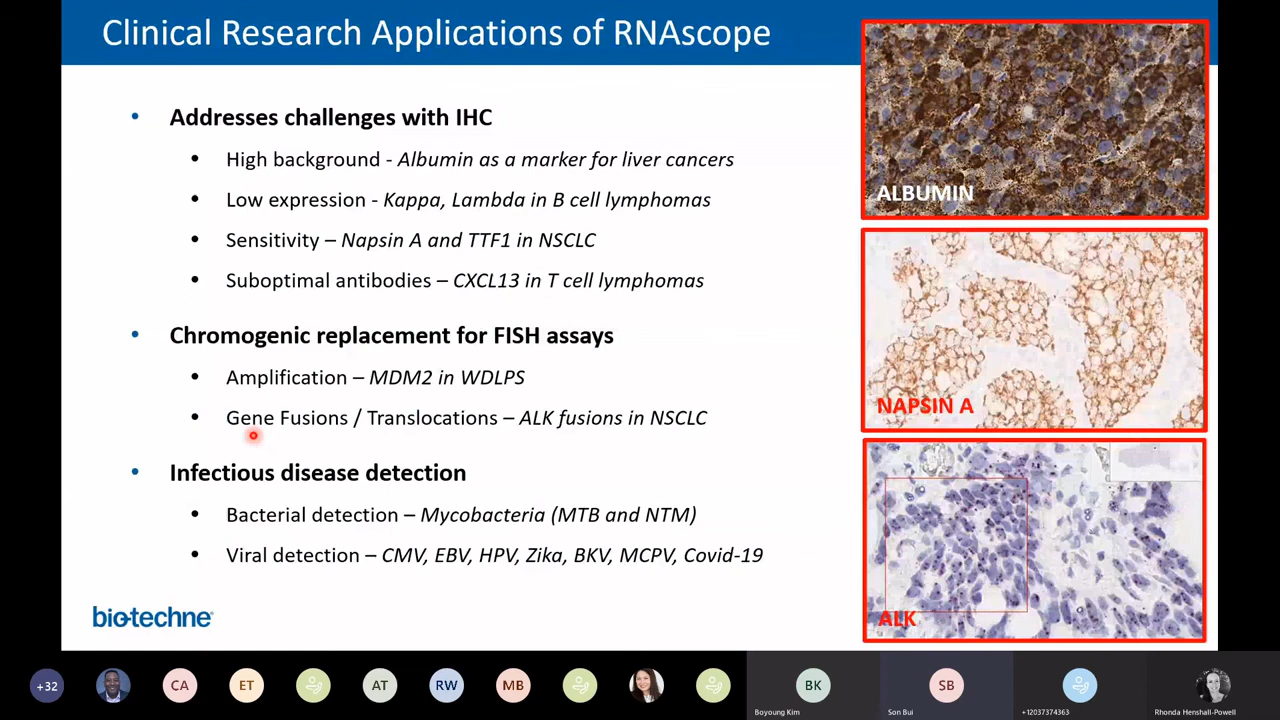 Clinical Research Applications of RNAscope
• Addresses challenges with IHC
• High background - Albumin as a marker for liver cancers
• Low expression - Kappa, Lambda in B cell lymphomas
• Sensitivity – Napsin A and TTF1 in NSCLC
• Suboptimal antibodies – CXCL13 in T cell lymphomas
• Chromogenic replacement for FISH assays
• Amplification – MDM2 in WDLPS
• Gene Fusions / Translocations – ALK fusions in NSCLC
• Infectious disease detection
• Bacterial detection – Mycobacteria (MTB and NTM)
• Viral detection – CMV, EBV, HPV, Zika, BKV, MCPV, Covid-19
bio-techne®
ALBUMIN
NAPSIN A
ALK
+32
CA
ET
AT
RW
MB
BK
SB
Boyoung Kim
Son Bui
+12037374363
Rhonda Henshall-Powell